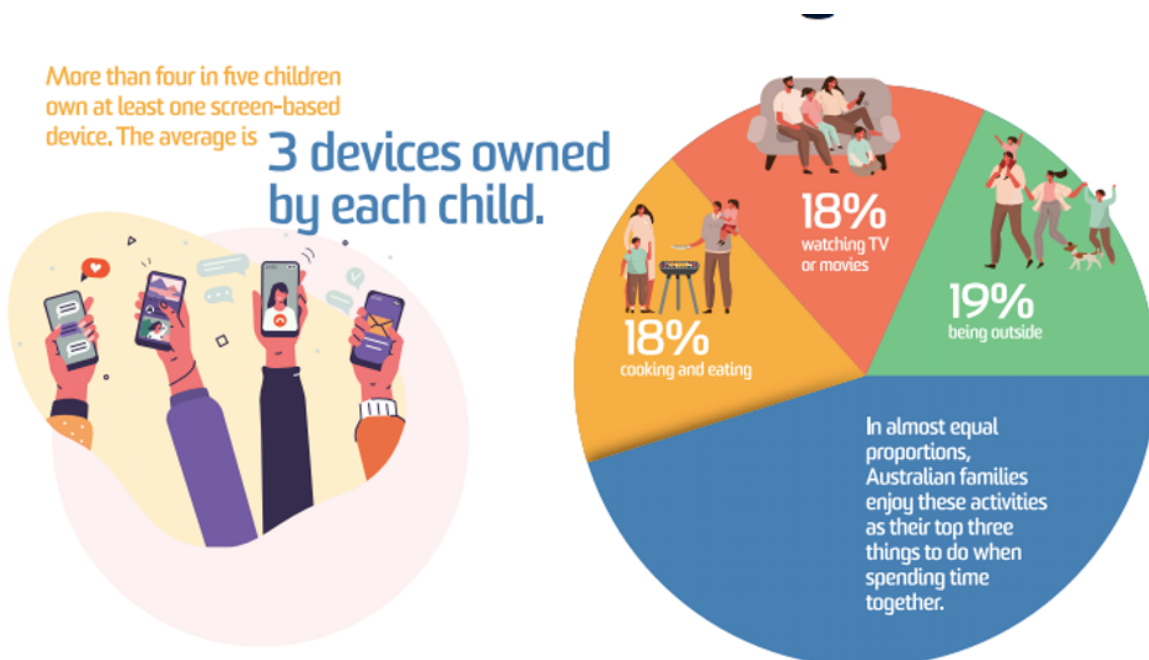 More than four in five children
own at least one screen-based
device. The average is
3 devices owned
by each child.
18%
watching TV
or movies
19%
being outside
18%
cooking and eating
In almost equal
proportions,
Australian families
enjoy these activities
as their top three
things to do when
spending time
together.